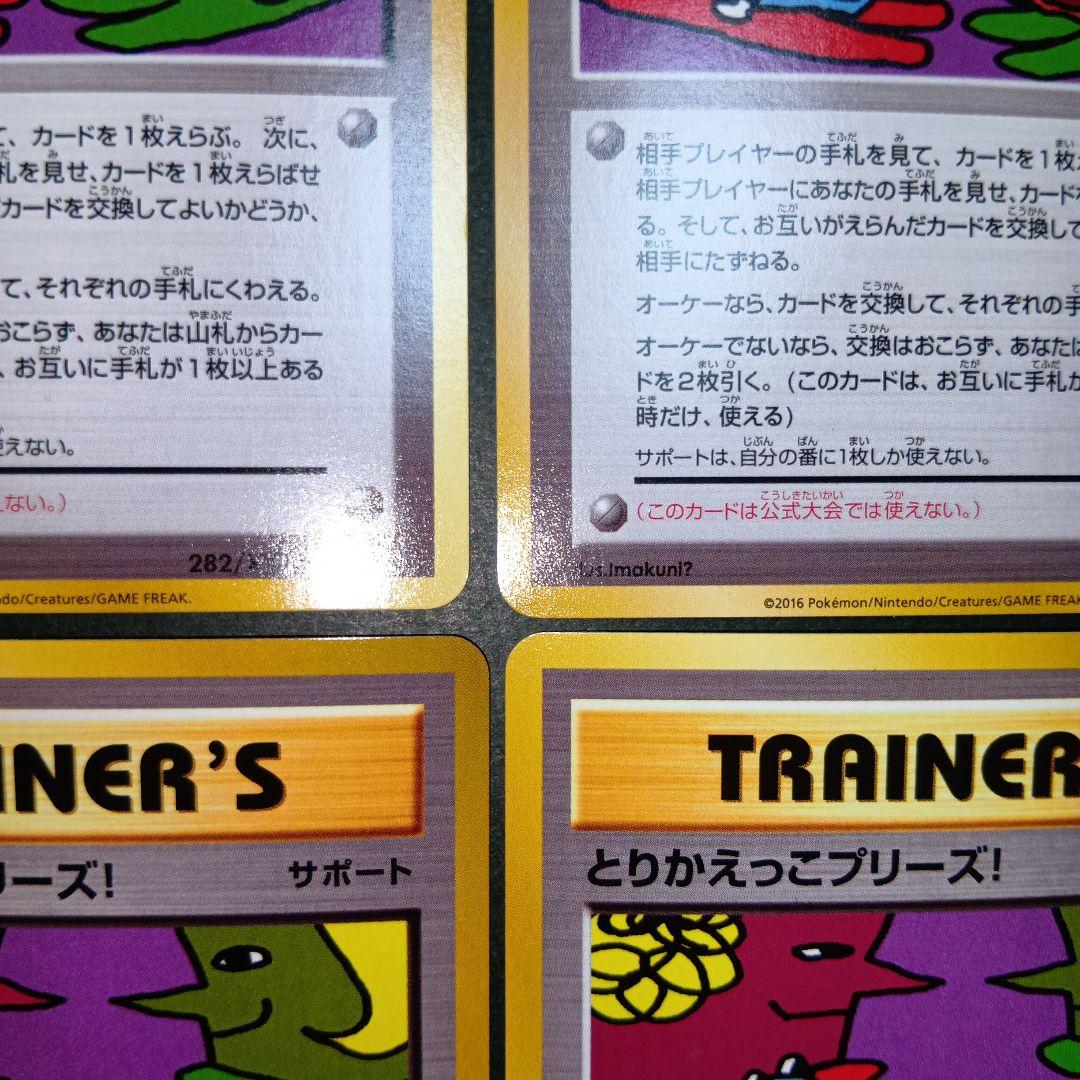 て、カードを1枚えらぶ。次に、
札を見せ、カードを1枚えらばせ
カードを交換してよいかどうか、
て、それぞれの手札にくわえる。
おこらず、あなたは山札からカー
、お互いに手札が1枚以上ある
えない。
えない。)
282/XY-P
do/Creatures/GAME FREAK.
相手プレイヤーの手札を見て、カードを1枚
相手プレイヤーにあなたの手札を見せ、カード
る。そして、お互いがえらんだカードを交換して
相手にたずねる。
オーケーなら、カードを交換して、それぞれの手
オーケーでないなら、交換はおこらず、あなたは
ドを2枚引く。(このカードは、お互いに手札が
時だけ、使える)
サポートは、自分の番に1枚しか使えない。
(このカードは公式大会では使えない。)
lus.Imakuni?
©2016 Pokémon/Nintendo/Creatures/GAME FREAK
INER'S
リーズ!
サポート
TRAINER
とりかえっこプリーズ!